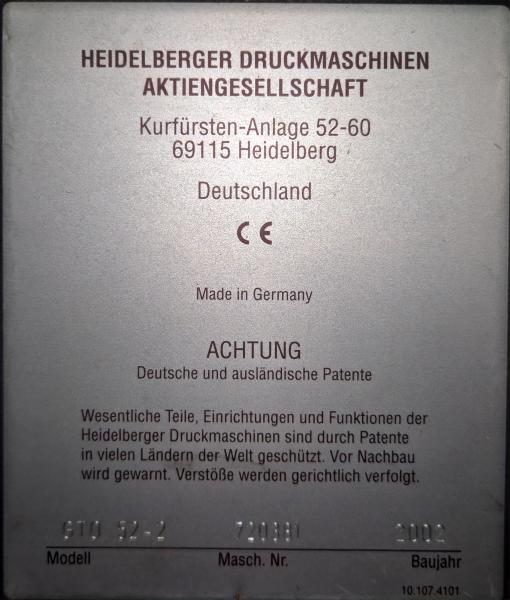 HEIDELBERGER DRUCKMASCHINEN
AKTIENGESELLSCHAFT
Kurfürsten-Anlage 52-60
69115 Heidelberg
Deutschland
CE
Made in Germany
ACHTUNG
Deutsche und ausländische Patente
Wesentliche Teile, Einrichtungen und Funktionen der
Heidelberger Druckmaschinen sind durch Patente
in vielen Ländern der Welt geschützt. Vor Nachbau
wird gewarnt. Verstöße werden gerichtlich verfolgt.
GTO 52-2 720381 2002
Modell Masch. Nr. Baujahr
10.107.4101